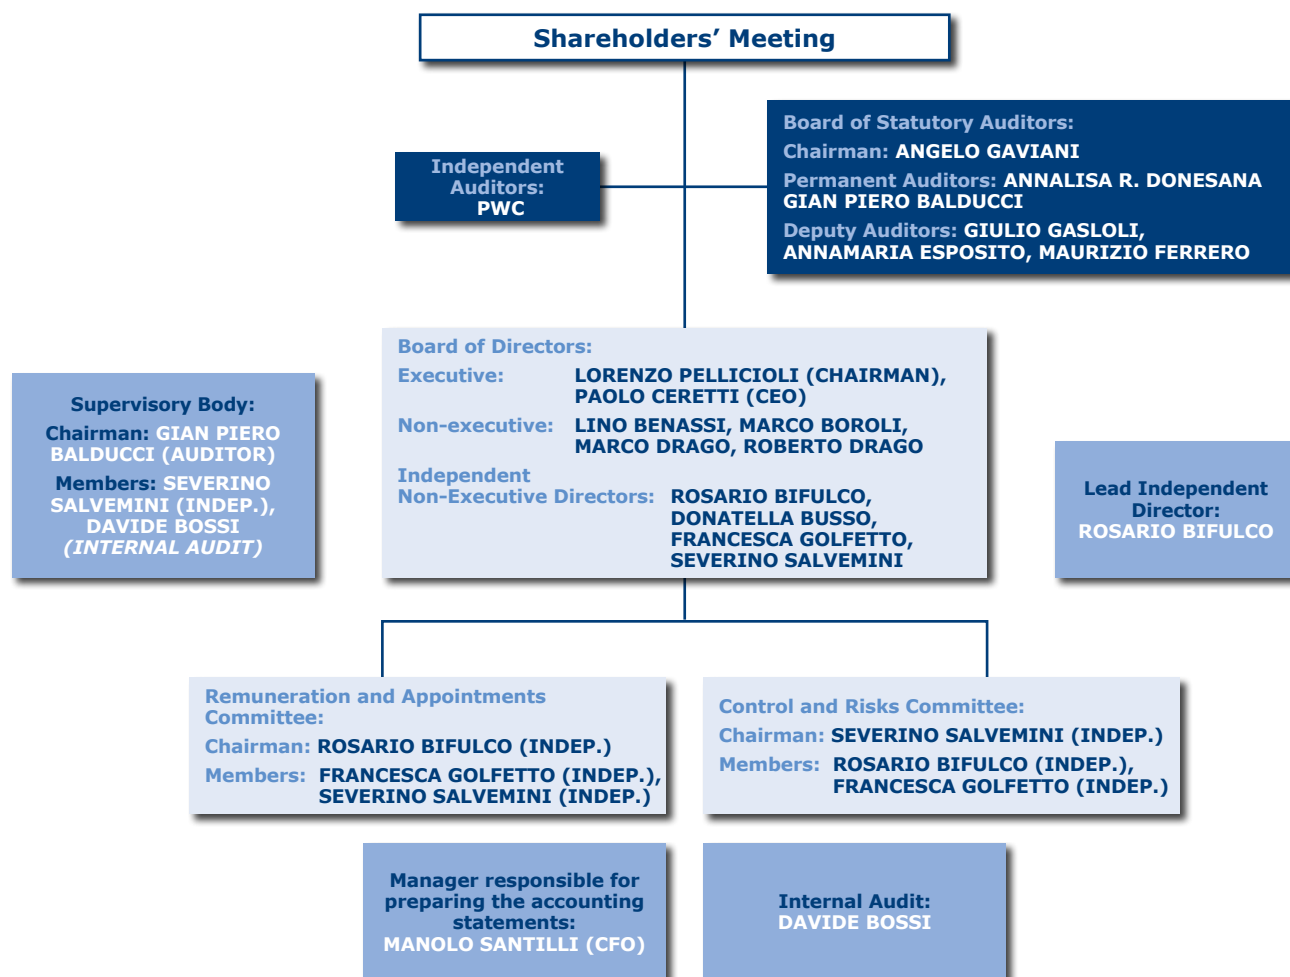 Shareholders’ Meeting
Independent
Auditors:
PWC
Board of Statutory Auditors:
Chairman: ANGELO GAVIANI
Permanent Auditors: ANNALISA R. DONESANA
GIAN PIERO BALDUCCI
Deputy Auditors: GIULIO GASLOLI,
ANNAMARIA ESPOSITO, MAURIZIO FERRERO
Supervisory Body:
Chairman: GIAN PIERO
BALDUCCI (AUDITOR)
Members: SEVERINO
SALVEMINI (INDEP.),
DAVIDE BOSSI
(INTERNAL AUDIT)
Board of Directors:
Executive: LORENZO PELLICIOLI (CHAIRMAN),
PAOLO CERETTI (CEO)
Non-executive: LINO BENASSI, MARCO BOROLI,
MARCO DRAGO, ROBERTO DRAGO
Independent
Non-Executive Directors: ROSARIO BIFULCO,
DONATELLA BUSSO,
FRANCESCA GOLFETTO,
SEVERINO SALVEMINI
Lead Independent
Director:
ROSARIO BIFULCO
Remuneration and Appointments
Committee:
Chairman: ROSARIO BIFULCO (INDEP.)
Members: FRANCESCA GOLFETTO (INDEP.),
SEVERINO SALVEMINI (INDEP.)
Control and Risks Committee:
Chairman: SEVERINO SALVEMINI (INDEP.)
Members: ROSARIO BIFULCO (INDEP.),
FRANCESCA GOLFETTO (INDEP.)
Manager responsible for
preparing the accounting
statements:
MANOLO SANTILLI (CFO)
Internal Audit:
DAVIDE BOSSI